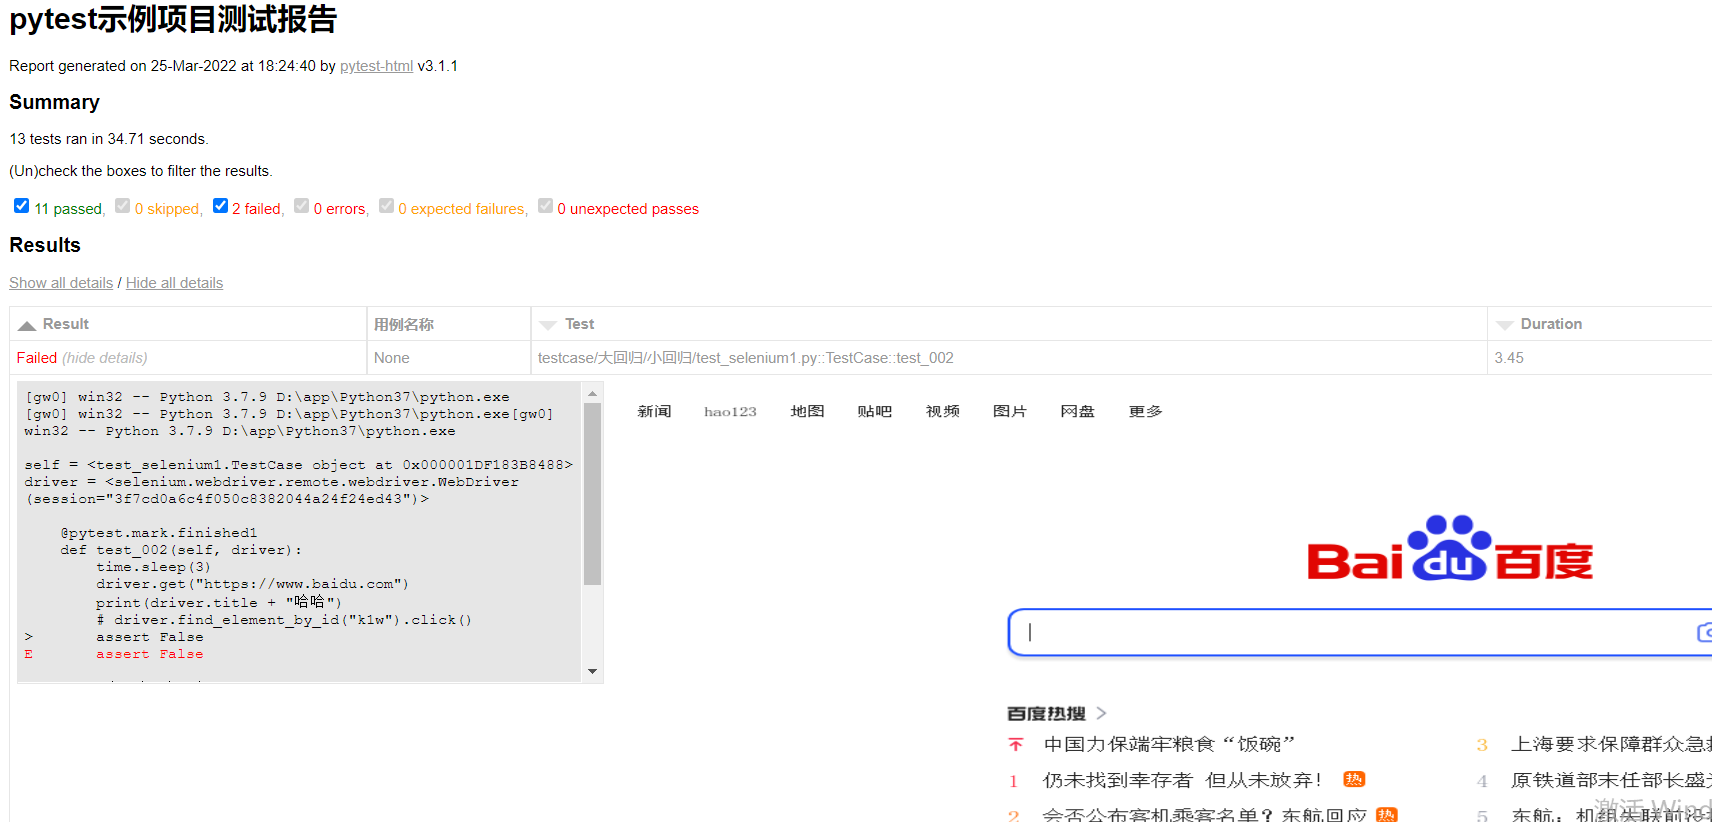 pytest示例项目测试报告
Report generated on 25-Mar-2022 at 18:24:40 by pytest-html v3.1.1
Summary
13 tests ran in 34.71 seconds.
(Un)check the boxes to filter the results.
11 passed, 0 skipped, 2 failed, 0 errors, 0 expected failures, 0 unexpected passes
Results
Show all details / Hide all details
Result 用例名称 Test Duration
Failed (hide details) None testcase/大回归/小回归/test_selenium1.py::TestCase::test_002 3.45
[gw0] win32 -- Python 3.7.9 D:\app\Python37\python.exe
[gw0] win32 -- Python 3.7.9 D:\app\Python37\python.exe[gw0]
win32 -- Python 3.7.9 D:\app\Python37\python.exe
self = <test_selenium1.TestCase object at 0x000001DF183B8488>
driver = <selenium.webdriver.remote.webdriver.WebDriver
(session="3f7cd0a6c4f050c8382044a24f24ed43")>
@pytest.mark.finished1
def test_002(self, driver):
time.sleep(3)
driver.get("https://www.baidu.com")
print(driver.title + "哈哈")
# driver.find_element_by_id("k1w").click()
> assert False
E assert False
新闻 hao123 地图 贴吧 视频 图片 网盘 更多
Bai du 百度
百度热搜 >
中国力保端牢粮食“饭碗”
1 仍未找到幸存者 但从未放弃! 热
2 会否公布客机乘客名单?东航回应 热
3 上海要求保障群众急
4 原铁道部末任部长盛
5 东航:机组失联前没
激活 Wind